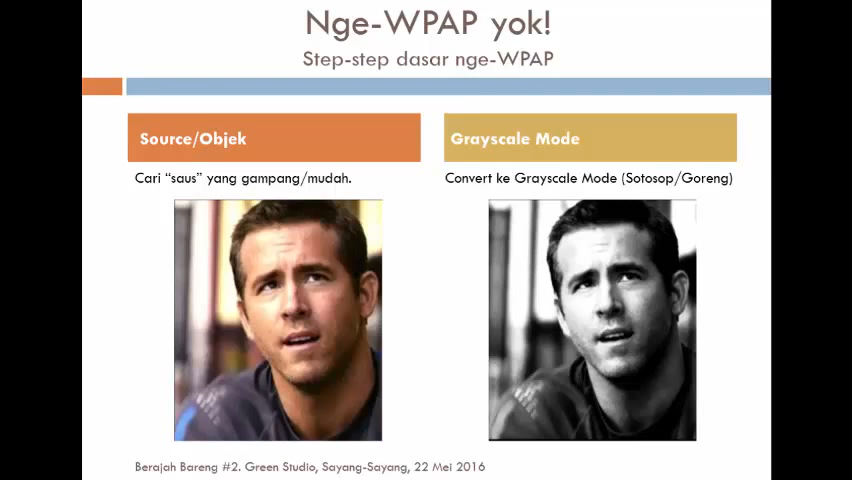 Nge-WPAP yok!
Step-step dasar nge-WPAP
Source/Objek
Grayscale Mode
Cari “saus” yang gampang/mudah.
Convert ke Grayscale Mode (Sotosop/Goreng)
Berajah Bareng #2. Green Studio, Sayang-Sayang, 22 Mei 2016